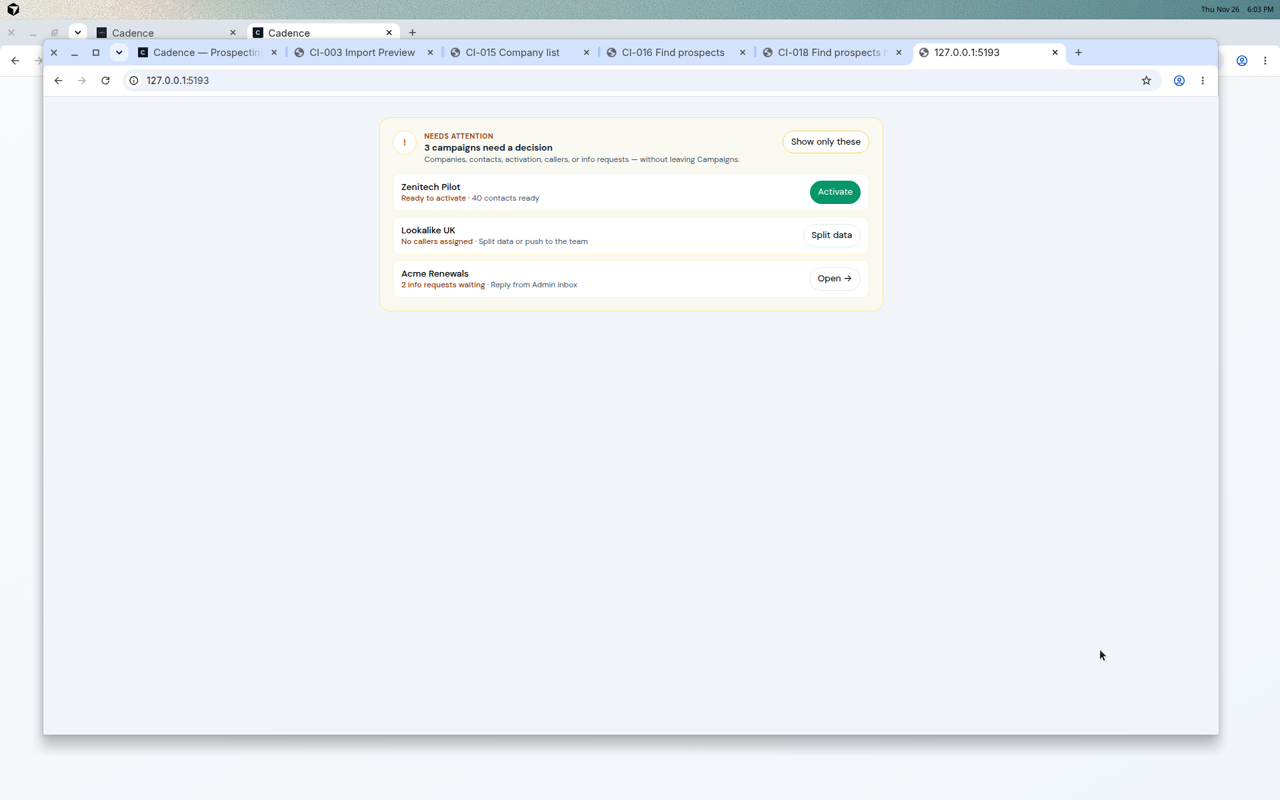 Thu Nov 26 6:03 PM
Cadence
Cadence
Cadence — Prospectin
CI-003 Import Preview
CI-015 Company list
CI-016 Find prospects
CI-018 Find prospects
127.0.0.1:5193
127.0.0.1:5193
!
NEEDS ATTENTION
3 campaigns need a decision
Companies, contacts, activation, callers, or info requests — without leaving Campaigns.
Show only these
Zenitech Pilot
Ready to activate · 40 contacts ready
Activate
Lookalike UK
No callers assigned · Split data or push to the team
Split data
Acme Renewals
2 info requests waiting · Reply from Admin inbox
Open →